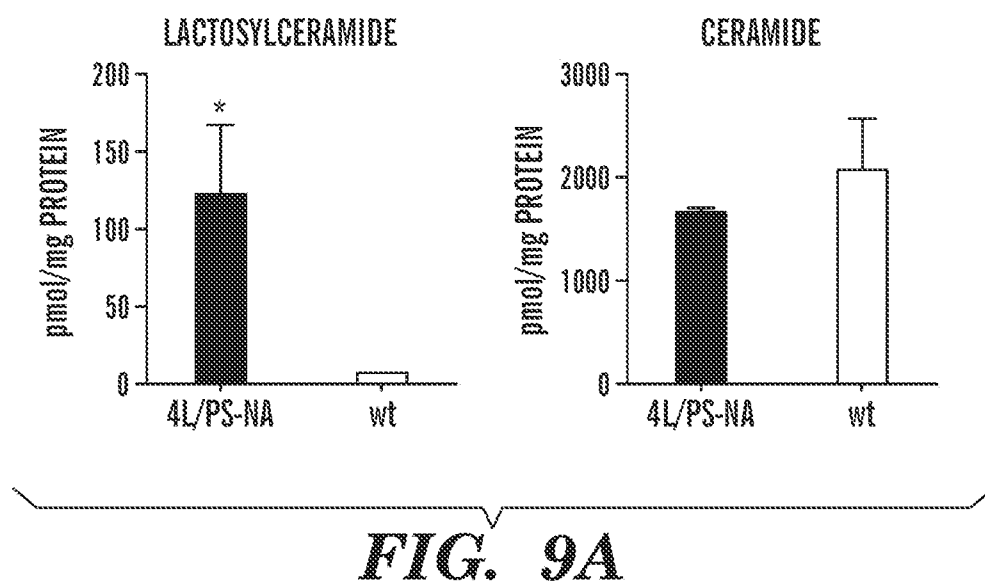 LACTOSYLCERAMIDE
pmol/mg PROTEIN
200
150
100
50
0
*
4L/PS-NA wt
CERAMIDE
pmol/mg PROTEIN
3000
2000
1000
0
4L/PS-NA wt
FIG. 9A